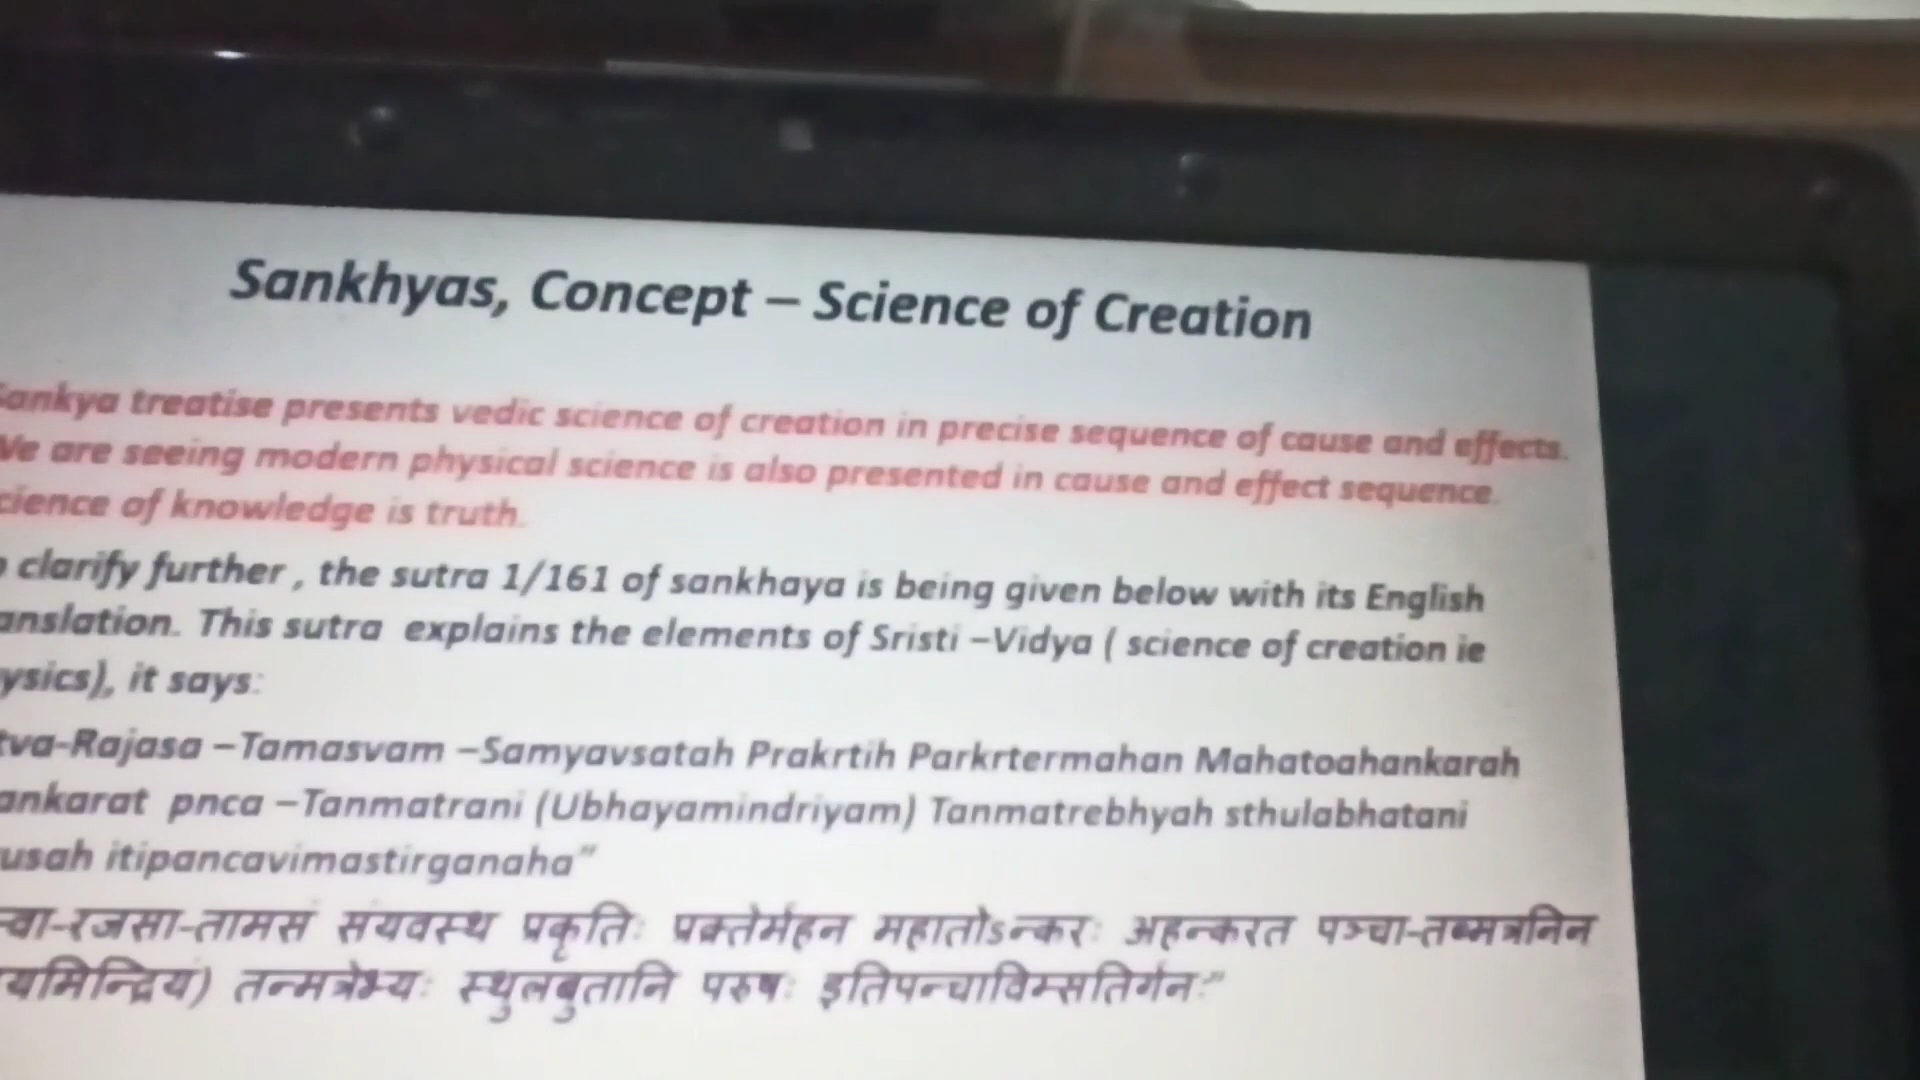 Sankhyas, Concept – Science of Creation
Sankya treatise presents vedic science of creation in precise sequence of cause and effects.
We are seeing modern physical science is also presented in cause and effect sequence.
cience of knowledge is truth.
clarify further , the sutra 1/161 of sankhaya is being given below with its English
anslation. This sutra explains the elements of Sristi –Vidya ( science of creation ie
ysics), it says:
tva-Rajasa –Tamasvam –Samyavsatah Prakrtih Parkrtermahan Mahatoahankarah
ankarat pnca –Tanmatrani (Ubhayamindriyam) Tanmatrebhyah sthulabhatani
usah itipancavimastirganaha”
त्वा-रजसा-तामसं संयवस्थ प्रकृतिः प्रक्तेर्महन महातोऽन्करः अहन्करत पञ्चा-तब्मत्रनिन
यमिन्द्रियं) तन्मत्रेभ्यः स्थुलबुतानि परुषः इतिपन्चाविम्सतिर्गनः”